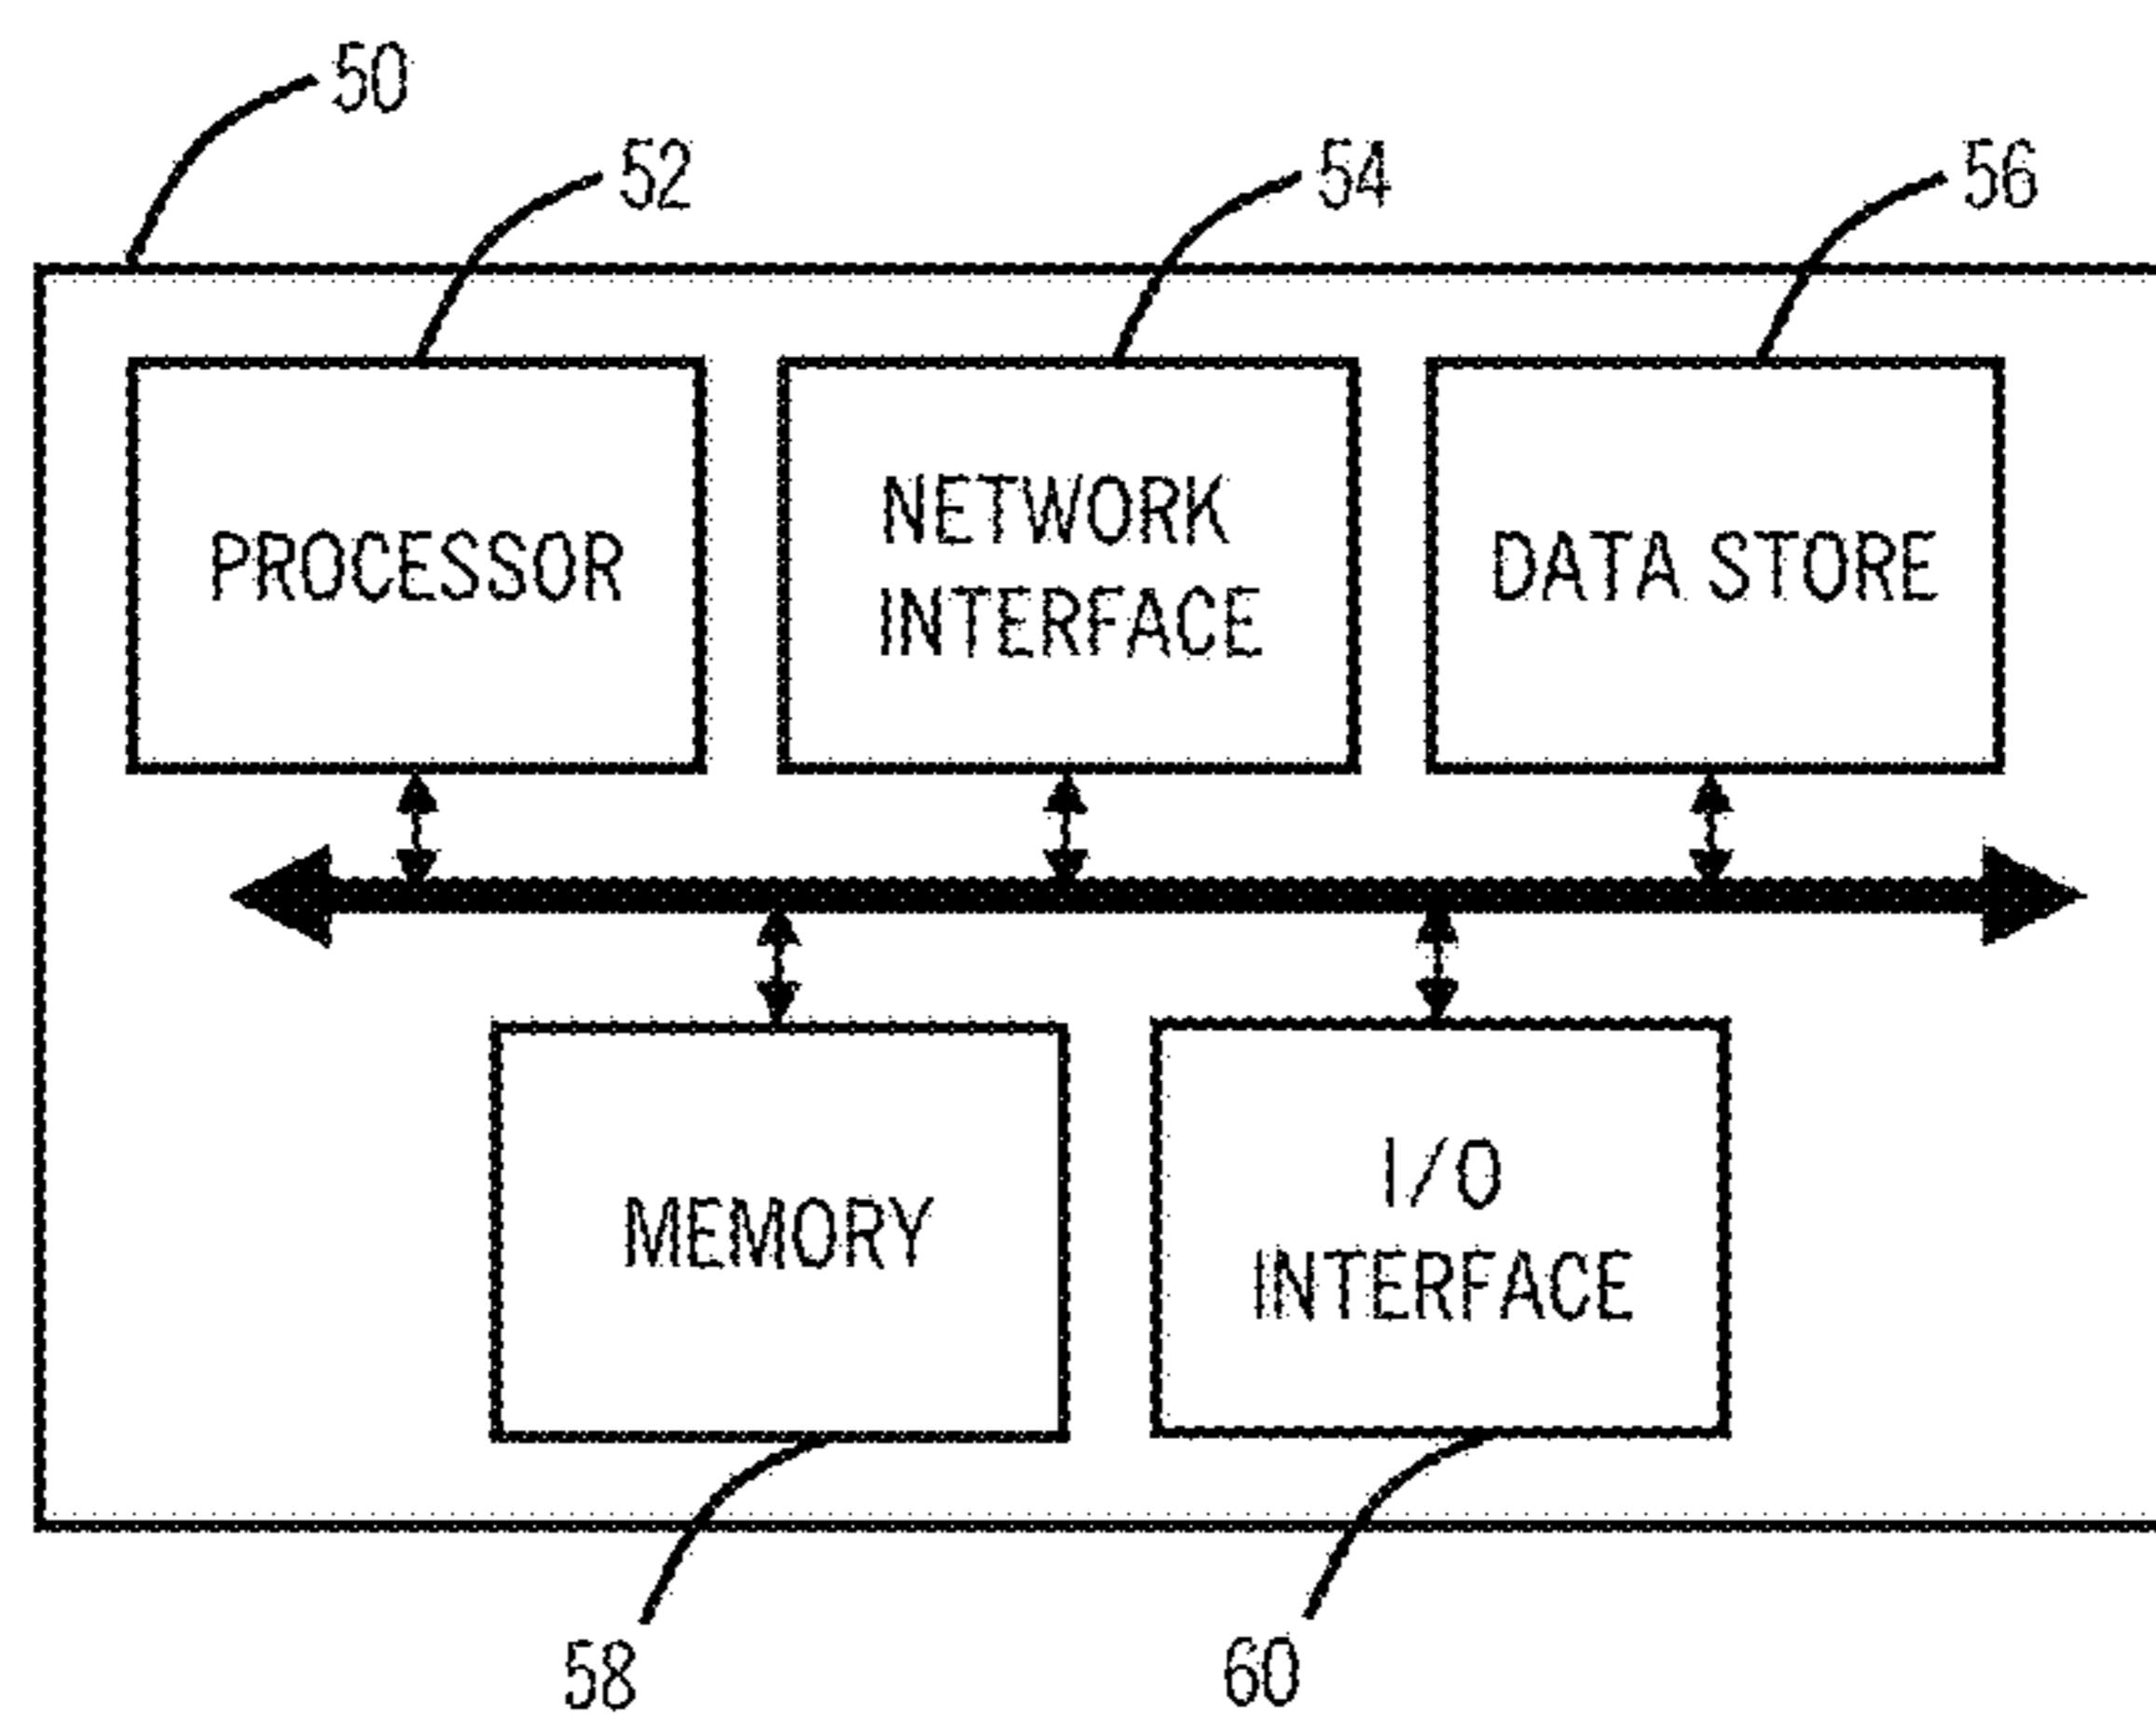 50
52
54
56
PROCESSOR
NETWORK
INTERFACE
DATA STORE
MEMORY
I/O
INTERFACE
58
60